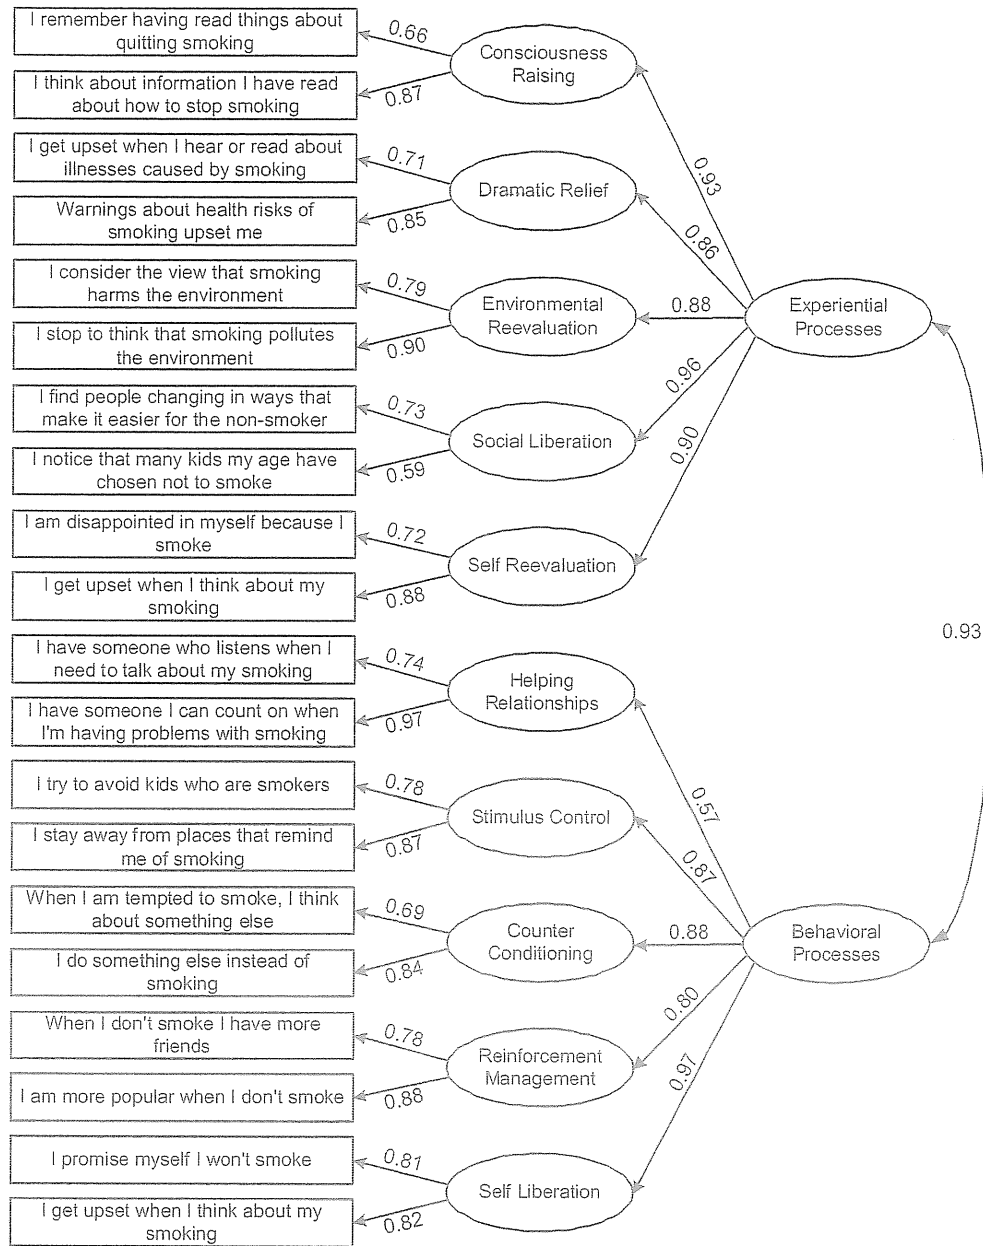 I remember having read things about
quitting smoking
0.66
Consciousness
Raising
I think about information I have read
about how to stop smoking
0.87
I get upset when I hear or read about
illnesses caused by smoking
0.71
0.93
Dramatic Relief
Warnings about health risks of
smoking upset me
0.85
0.86
I consider the view that smoking
harms the environment
0.79
Environmental
Reevaluation
0.88
Experiential
Processes
I stop to think that smoking pollutes
the environment
0.90
I find people changing in ways that
make it easier for the non-smoker
0.73
0.96
Social Liberation
I notice that many kids my age have
chosen not to smoke
0.59
0.90
I am disappointed in myself because I
smoke
0.72
Self Reevaluation
I get upset when I think about my
smoking
0.88
0.93
I have someone who listens when I
need to talk about my smoking
0.74
Helping
Relationships
I have someone I can count on when
I'm having problems with smoking
0.97
I try to avoid kids who are smokers
0.78
0.57
Stimulus Control
I stay away from places that remind
me of smoking
0.87
0.87
When I am tempted to smoke, I think
about something else
0.69
Counter
Conditioning
0.88
Behavioral
Processes
I do something else instead of
smoking
0.84
When I don't smoke I have more
friends
0.78
0.80
Reinforcement
Management
I am more popular when I don't smoke
0.88
0.97
I promise myself I won't smoke
0.81
Self Liberation
I get upset when I think about my
smoking
0.82